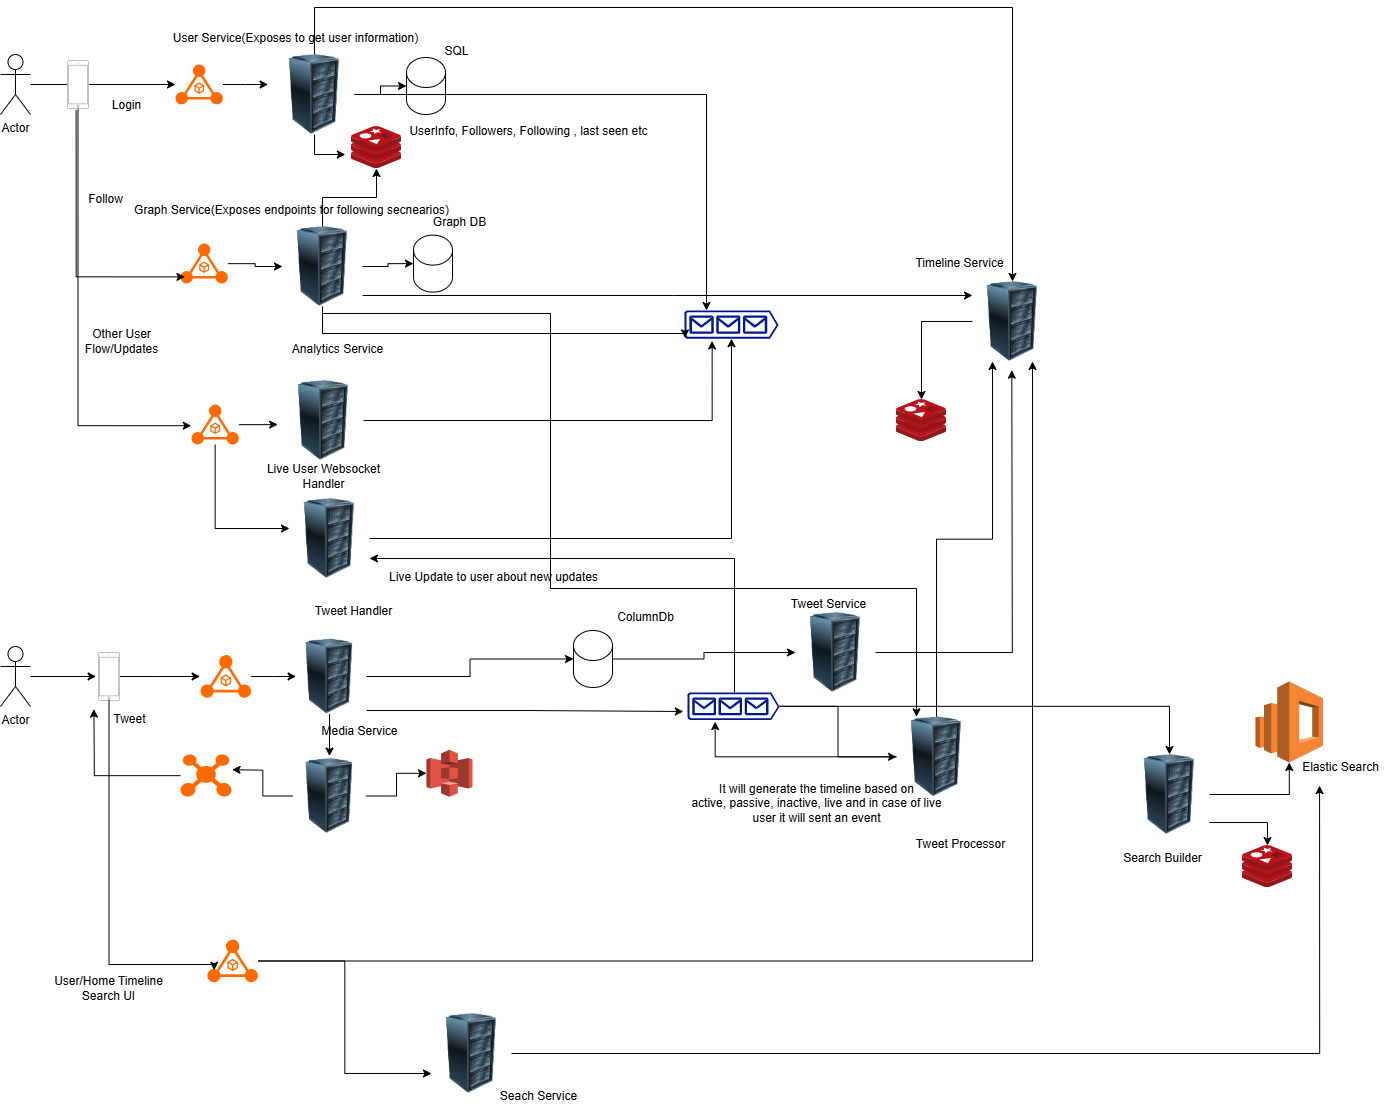 User Service(Exposes to get user information)
SQL
Login
Actor
UserInfo, Followers, Following , last seen etc
Follow
Graph Service(Exposes endpoints for following secnearios)
Graph DB
Timeline Service
Other User
Flow/Updates
Analytics Service
Live User Websocket
Handler
Live Update to user about new updates
Tweet Handler
ColumnDb
Tweet Service
Actor
Tweet
Media Service
Elastic Search
It will generate the timeline based on
active, passive, inactive, live and in case of live
user it will sent an event
Tweet Processor
Search Builder
User/Home Timeline
Search UI
Seach Service